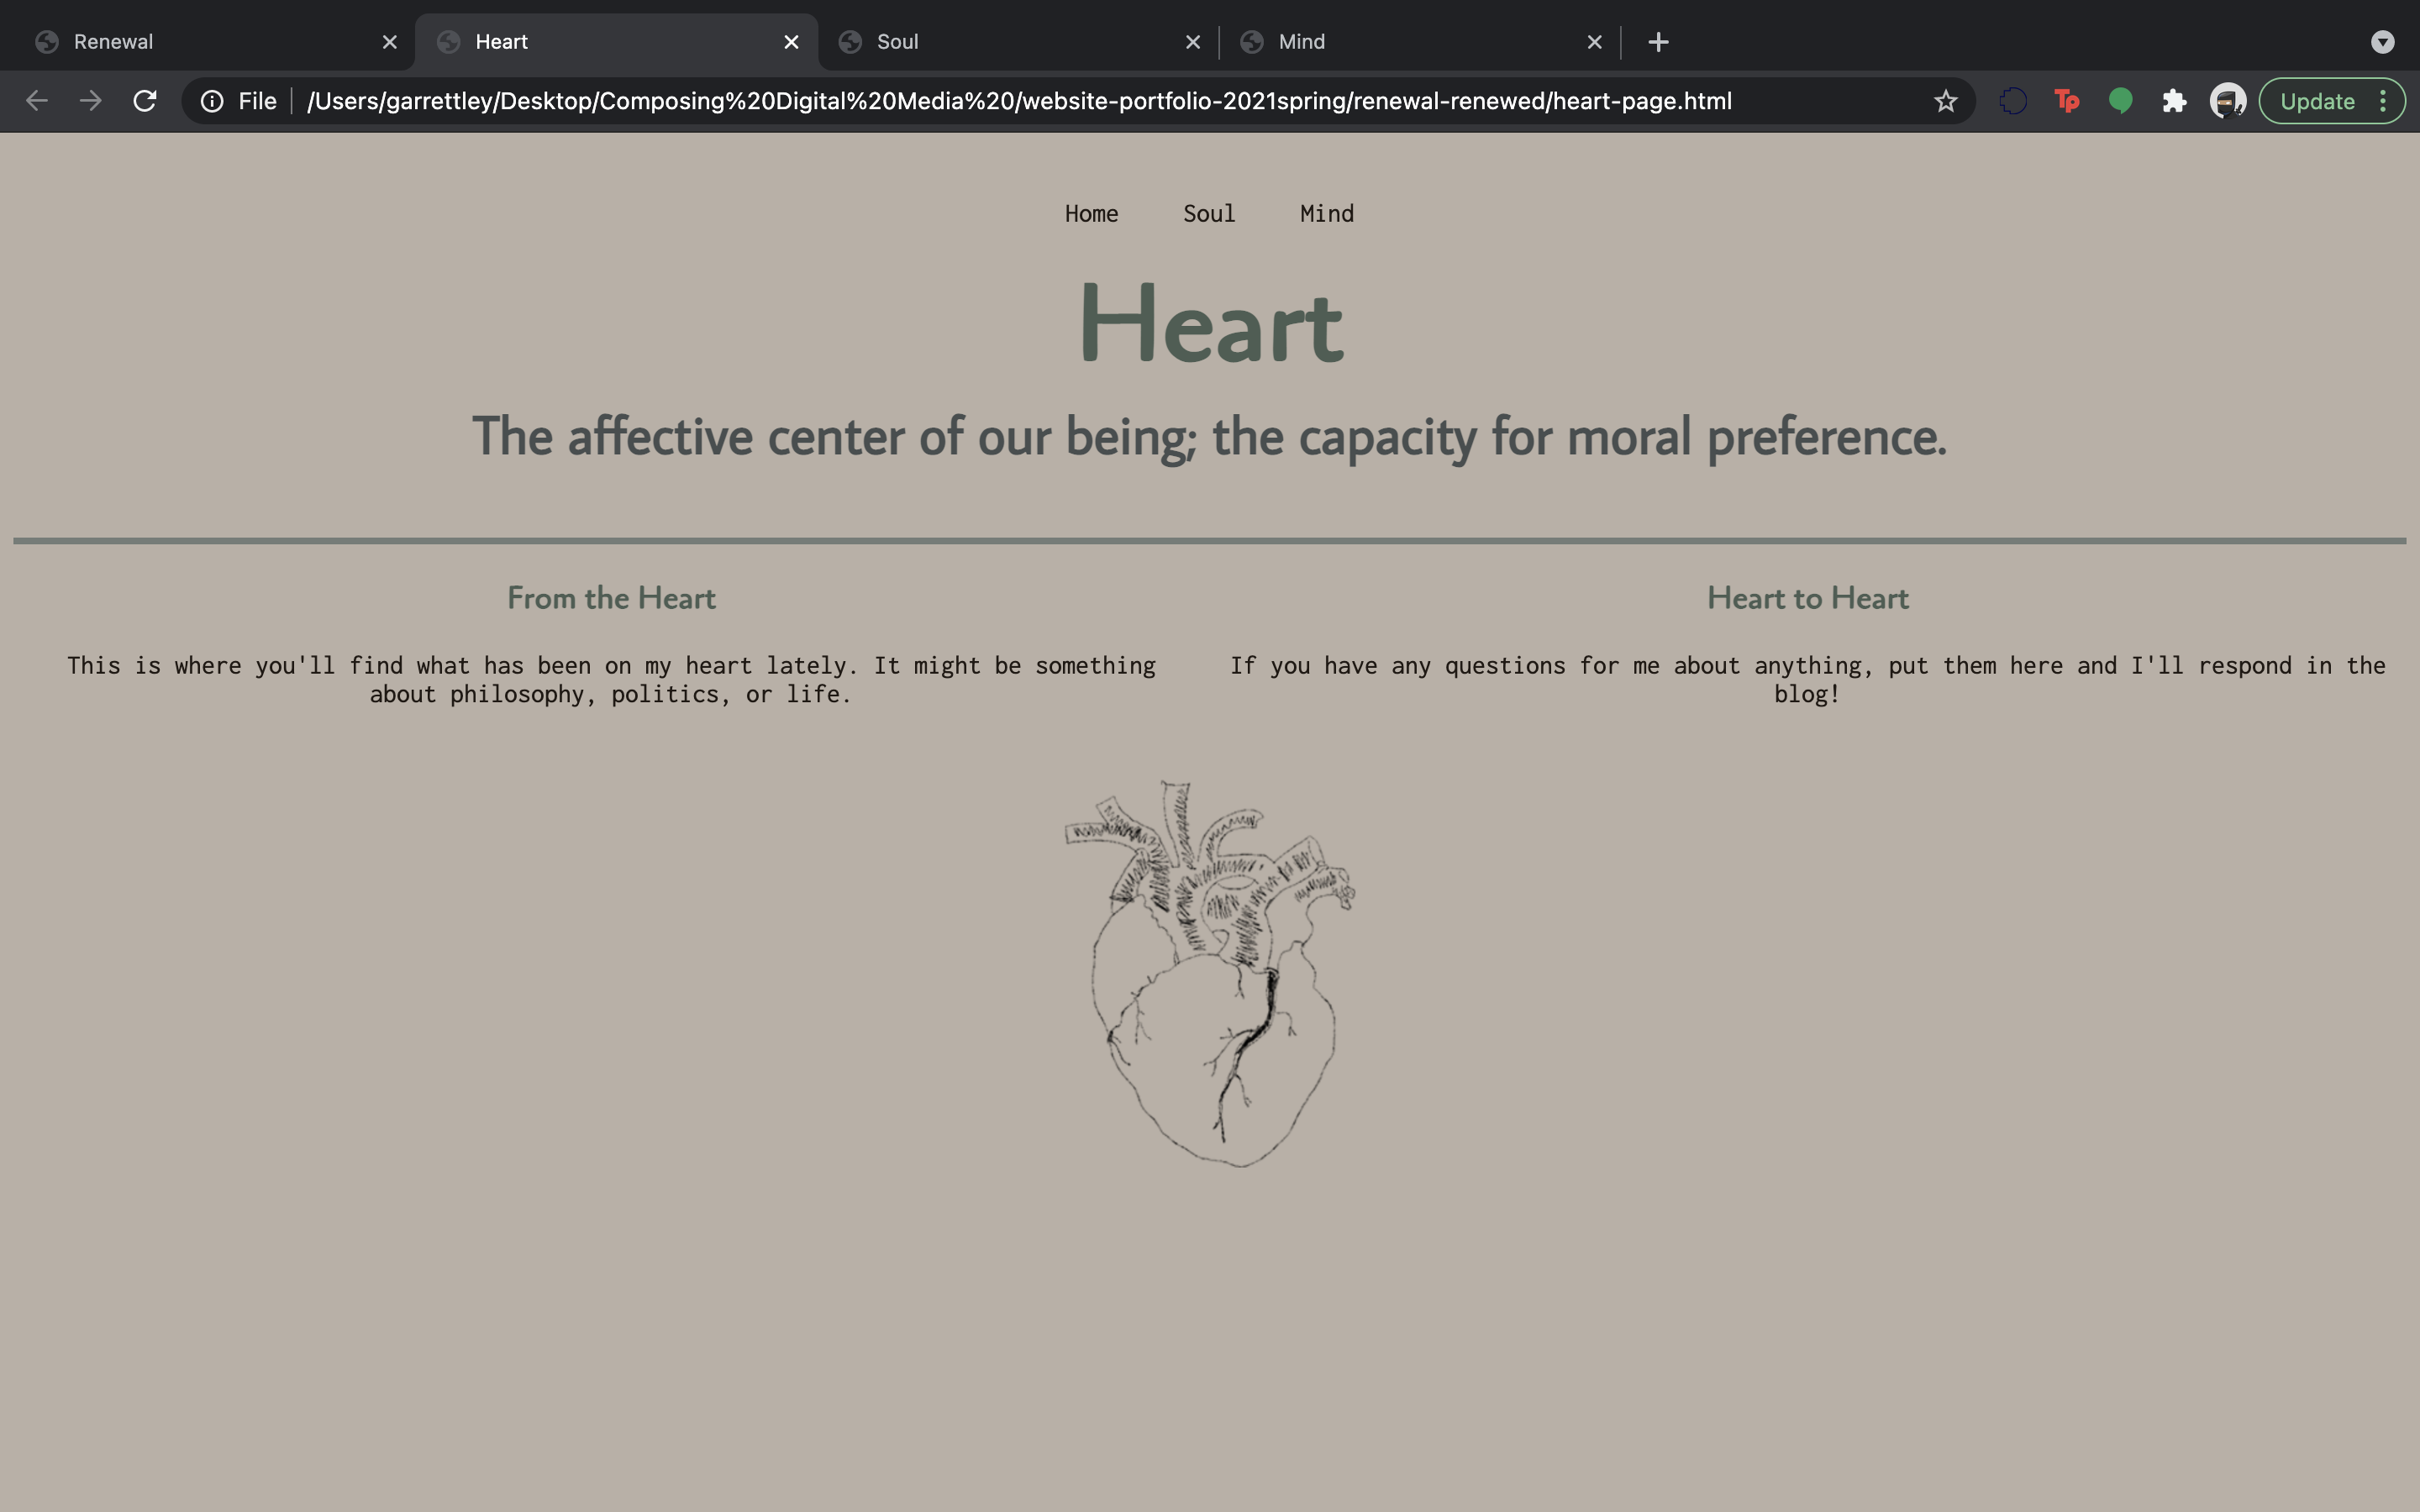 Renewal
Heart
Soul
Mind
File
/Users/garrettley/Desktop/Composing%20Digital%20Media%20/website-portfolio-2021spring/renewal-renewed/heart-page.html
Tp
Update
Home Soul Mind
Heart
The affective center of our being; the capacity for moral preference.
From the Heart
This is where you'll find what has been on my heart lately. It might be something
about philosophy, politics, or life.
Heart to Heart
If you have any questions for me about anything, put them here and I'll respond in the
blog!